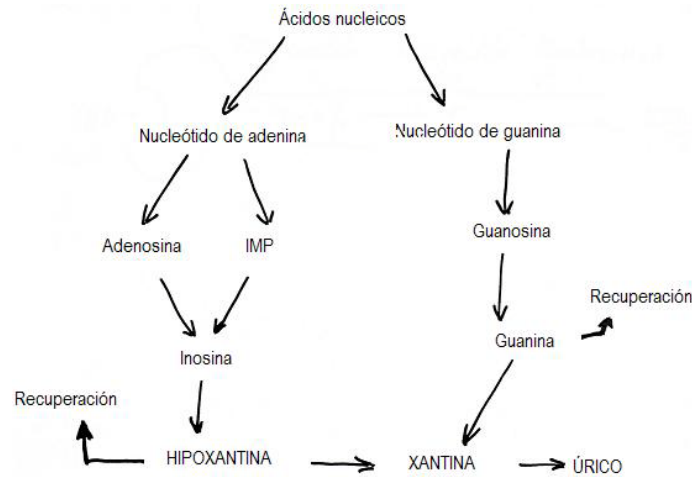 Ácidos nucleicos
Nucleótido de adenina
Nucleótido de guanina
Adenosina
IMP
Guanosina
Recuperación
Guanina
Inosina
Recuperación
HIPOXANTINA
XANTINA
ÚRICO